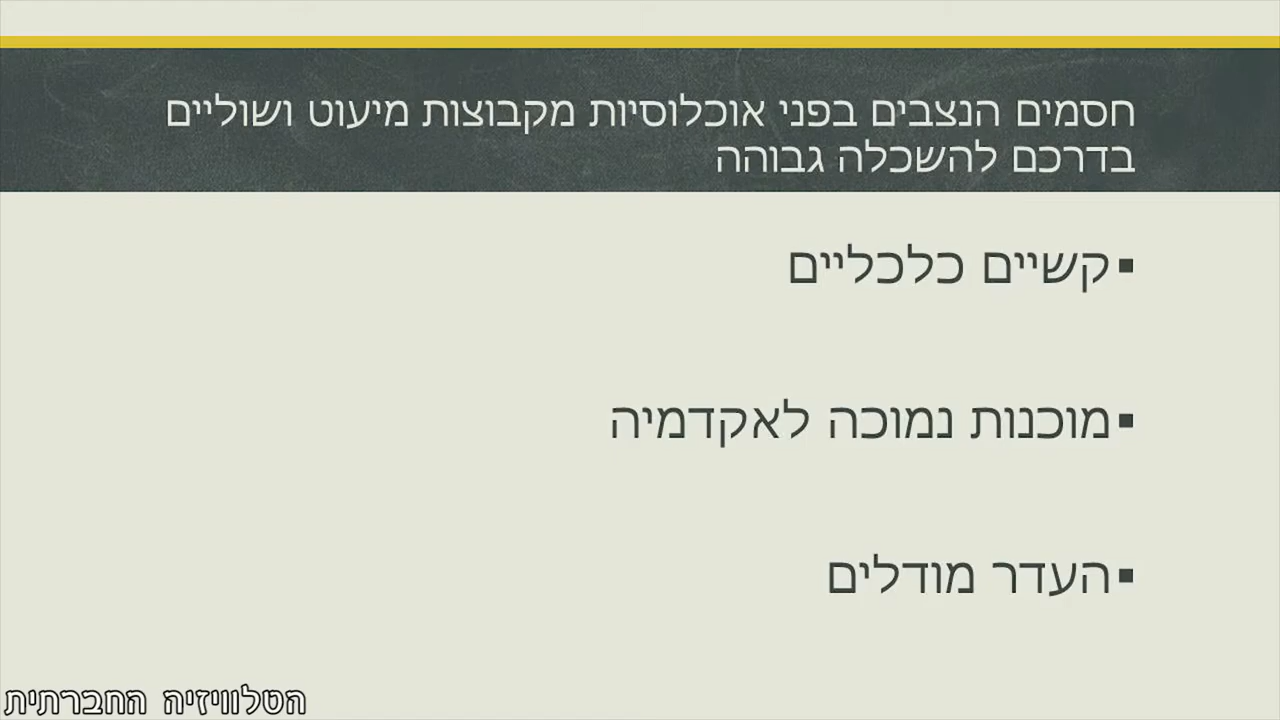 חסמים הנצבים בפני אוכלוסיות מקבוצות מיעוט ושוליים
בדרכם להשכלה גבוהה
▪קשיים כלכליים
▪מוכנות נמוכה לאקדמיה
▪העדר מודלים
הטלוויזיה החברתית